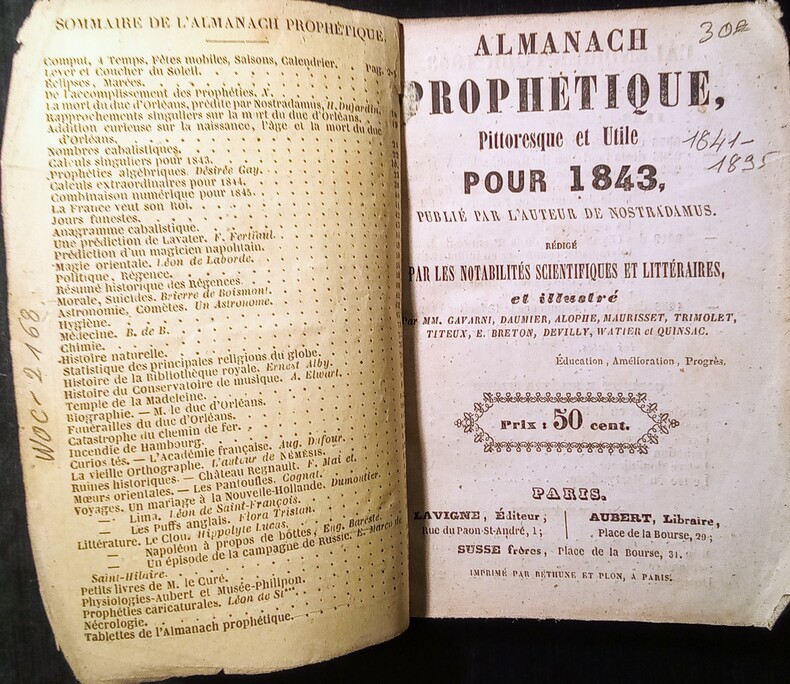 SOMMAIRE DE L'ALMANACH PROPHÉTIQUE.
Comput, 4 Temps, Fêtes mobiles, Saisons, Calendrier. Pag. 2-
Lever et Coucher du Soleil.
Éclipses, Marées.
De l'accomplissement des prophéties. X.
La mort du duc d'Orléans, prédite par Nostradamus, H. Dujardin.
Rapprochements singuliers sur la mort du duc d'Orléans.
Addition curieuse sur la naissance, l'âge et la mort du duc
d'Orléans.
Nombres cabalistiques.
Calculs singuliers pour 1843.
Prophéties algébriques. Désirée Gay.
Calculs extraordinaires pour 1844.
Combinaison numérique pour 1845.
La France veut son Roi.
Jours funestes.
Anagramme cabalistique.
Une prédiction de Lavater. F.
Prédiction d'un magicien napolitain.
Magie orientale. Léon de Laborde.
Politique, Régence.
Résumé historique des Régences.
Morale, Suicides. Brierre de Boismont.
Astronomie, Comètes. Un Astronome.
Hygiène.
Médecine. B. de B.
Chimie.
Histoire naturelle.
Statistique des principales religions du globe.
Histoire de la bibliothèque royale. Ernest Alby.
Histoire du Conservatoire de musique. A. Elwart.
Temple de la Madeleine.
Biographie. — M. le duc d'Orléans.
Funérailles du duc d'Orléans.
Catastrophe du chemin de fer.
Incendie de Hambourg.
Curiosités. — L'Académie française. Aug. Dufour.
La vieille Orthographe. L'auteur de NÉMÉSIS.
Ruines historiques. — Château Regnault. F. Mai et.
Mœurs orientales. — Les Pantoufles. Cognat.
Voyages. Un mariage à la Nouvelle-Hollande. Dumoutier.
— Lima. Léon de Saint-François.
— Les Puffs anglais. Flora Tristan.
Littérature. Le Clou. Hippolyte Lucas.
— Napoléon à propos de bottes, Eug. Bareste.
— Un épisode de la campagne de Russie. E. Marco de
Saint-Hilaire.
Petits livres de M. le Curé.
Physiologies-Aubert et Musée-Philipon.
Prophéties caricaturales. Léon de St***
Nécrologie.
Tablettes de l'Almanach prophétique.
WOC-2168
ALMANACH
PROPHÉTIQUE,
Pittoresque et Utile
POUR 1843,
PUBLIÉ PAR L'AUTEUR DE NOSTRADAMUS.
RÉDIGÉ
PAR LES NOTABILITÉS SCIENTIFIQUES ET LITTÉRAIRES,
et illustré
Par MM. GAVARNI, DAUMIER, ALOPHE, MAURISSET, TRIMOLET,
TITEUX, E. BRETON, DEVILLY, WATIER et QUINSAC.
Éducation, Amélioration, Progrès.
Prix : 50 cent.
PARIS.
LAVIGNE, Éditeur;
Rue du Paon-St-André, 1;
AUBERT, Libraire,
Place de la Bourse, 29;
SUSSE frères, Place de la Bourse, 31.
IMPRIMÉ PAR BÉTHUNE ET PLON, A PARIS.
1841-
1895